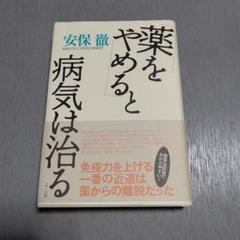 「薬を
やめる」と
病気は治る
安保 徹
免疫力を上げる
一番の近道は
薬からの離脱だった